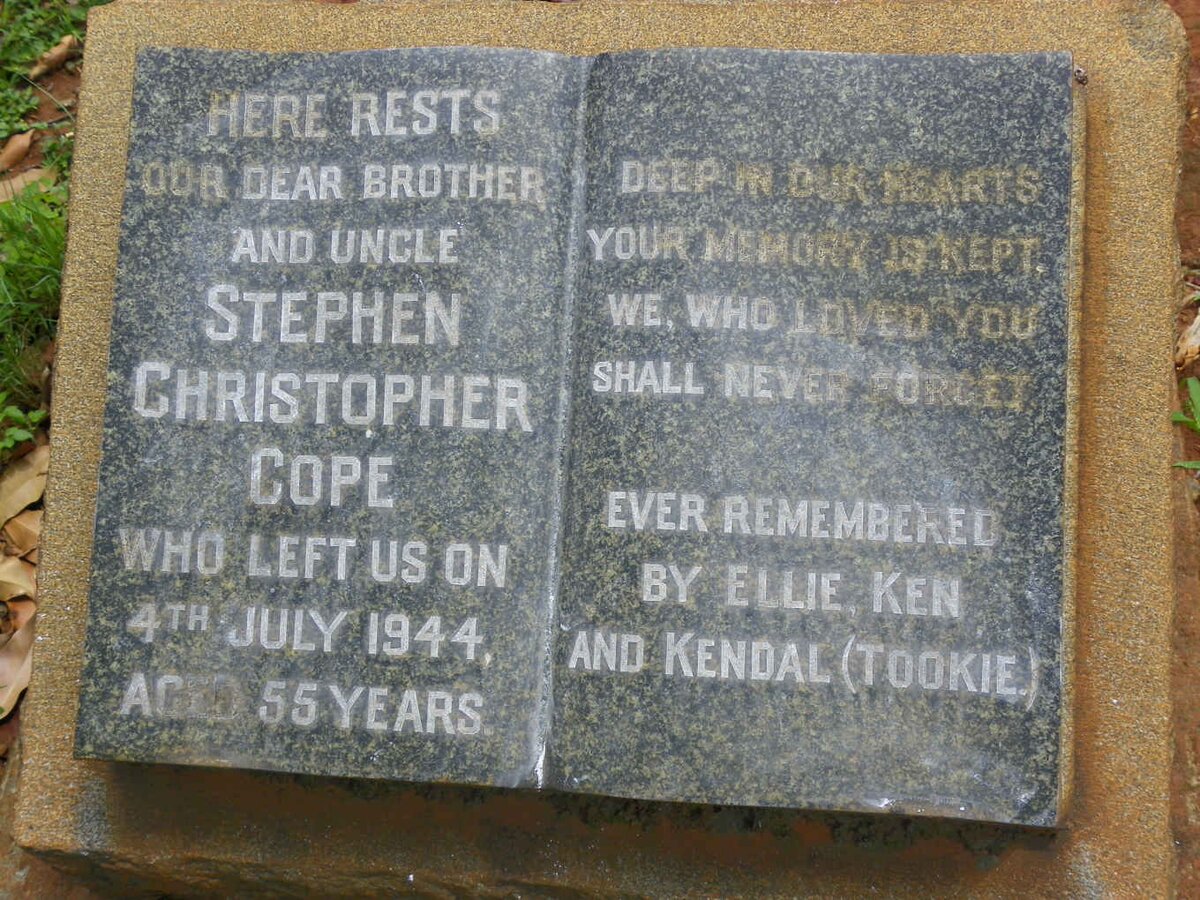 HERE RESTS
OUR DEAR BROTHER
AND UNCLE
STEPHEN
CHRISTOPHER
COPE
WHO LEFT US ON
4TH JULY 1944,
AGED 55 YEARS.
DEEP IN OUR HEARTS
YOUR MEMORY IS KEPT
WE, WHO LOVED YOU
SHALL NEVER FORGET
EVER REMEMBERED
BY ELLIE, KEN
AND KENDAL (TOOKIE.)